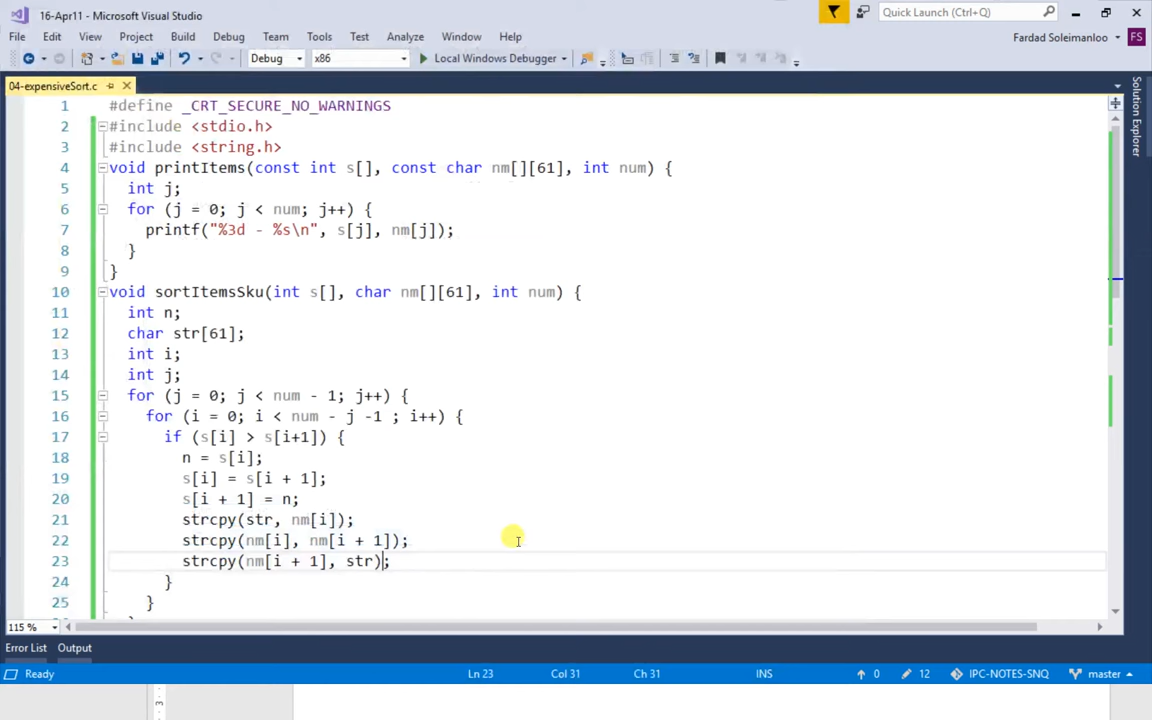 16-Apr11 - Microsoft Visual Studio
Quick Launch (Ctrl+Q)
File Edit View Project Build Debug Team Tools Test Analyze Window Help
Fardad Soleimanloo FS
Debug x86 Local Windows Debugger
04-expensiveSort.c
Solution Explorer
1 #define _CRT_SECURE_NO_WARNINGS
2 #include <stdio.h>
3 #include <string.h>
4 void printItems(const int s[], const char nm[][61], int num) {
5 int j;
6 for (j = 0; j < num; j++) {
7 printf("%3d - %s\n", s[j], nm[j]);
8 }
9 }
10 void sortItemsSku(int s[], char nm[][61], int num) {
11 int n;
12 char str[61];
13 int i;
14 int j;
15 for (j = 0; j < num - 1; j++) {
16 for (i = 0; i < num - j -1 ; i++) {
17 if (s[i] > s[i+1]) {
18 n = s[i];
19 s[i] = s[i + 1];
20 s[i + 1] = n;
21 strcpy(str, nm[i]);
22 strcpy(nm[i], nm[i + 1]);
23 strcpy(nm[i + 1], str);
24 }
25 }
115 %
Error List Output
Ready Ln 23 Col 31 Ch 31 INS 0 12 IPC-NOTES-SNQ master
3